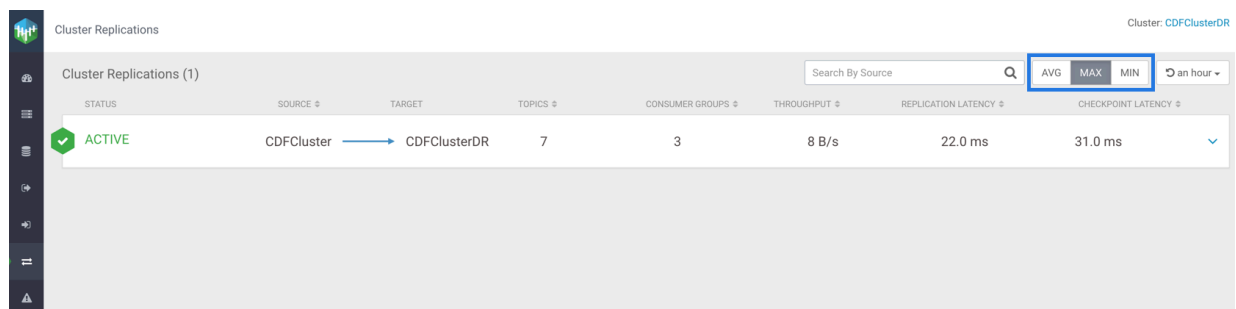 Cluster Replications
Cluster: CDFClusterDR
Cluster Replications (1)
Search By Source
AVG MAX MIN
an hour
STATUS SOURCE TARGET TOPICS CONSUMER GROUPS THROUGHPUT REPLICATION LATENCY CHECKPOINT LATENCY
ACTIVE CDFCluster CDFClusterDR 7 3 8 B/s 22.0 ms 31.0 ms